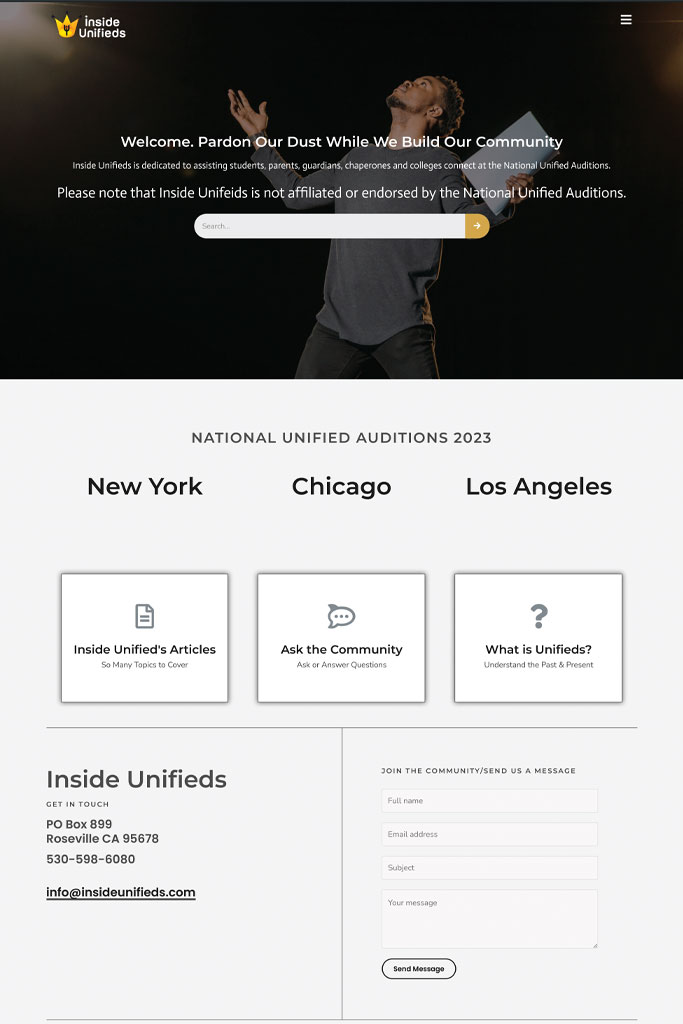 inside
Unifieds
Welcome. Pardon Our Dust While We Build Our Community
Inside Unifieds is dedicated to assisting students, parents, guardians, chaperones and colleges connect at the National Unified Auditions.
Please note that Inside Unifeids is not affiliated or endorsed by the National Unified Auditions.
Search...
NATIONAL UNIFIED AUDITIONS 2023
New York
Chicago
Los Angeles
Inside Unified's Articles
So Many Topics to Cover
Ask the Community
Ask or Answer Questions
What is Unifieds?
Understand the Past & Present
Inside Unifieds
GET IN TOUCH
PO Box 899
Roseville CA 95678
530-598-6080
info@insideunifieds.com
JOIN THE COMMUNITY/SEND US A MESSAGE
Full name
Email address
Subject
Your message
Send Message